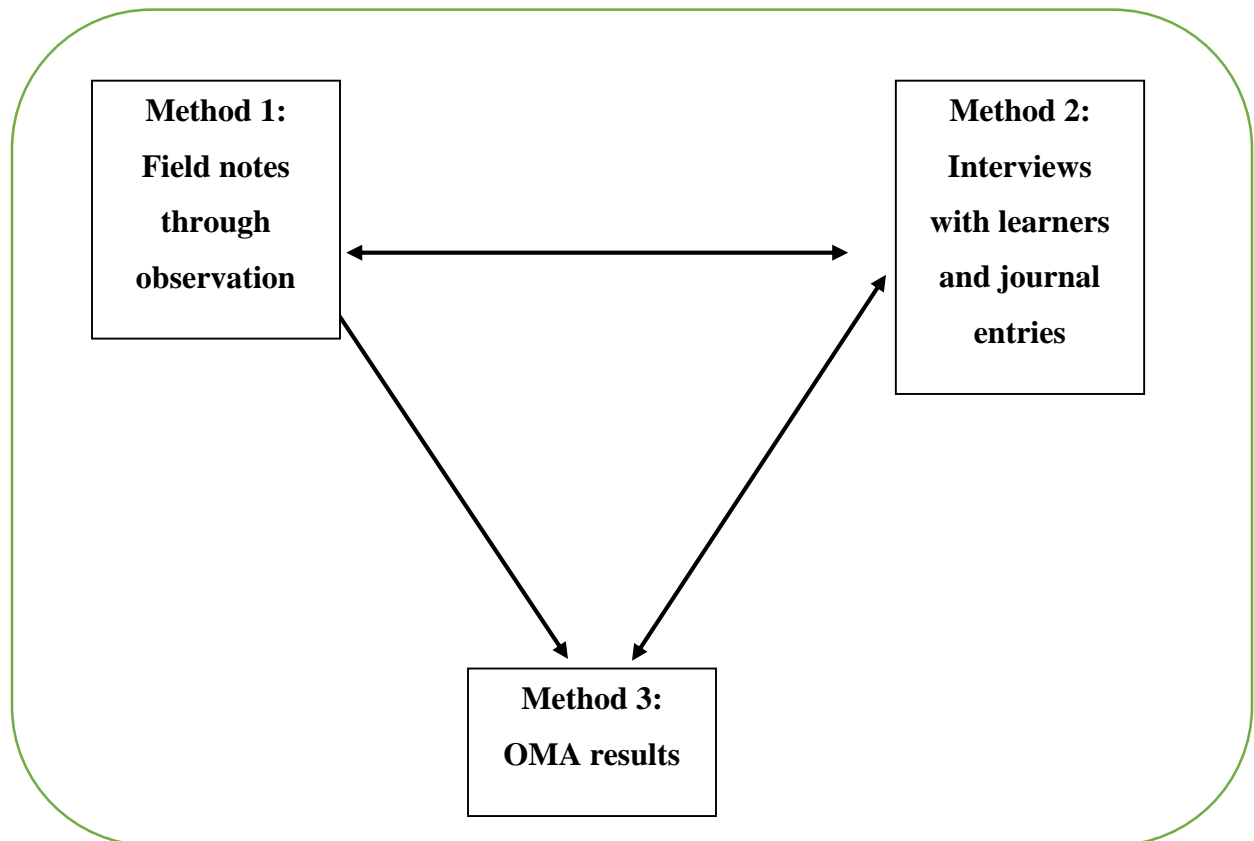 Method 1:
Field notes
through
observation
Method 2:
Interviews
with learners
and journal
entries
Method 3:
OMA results